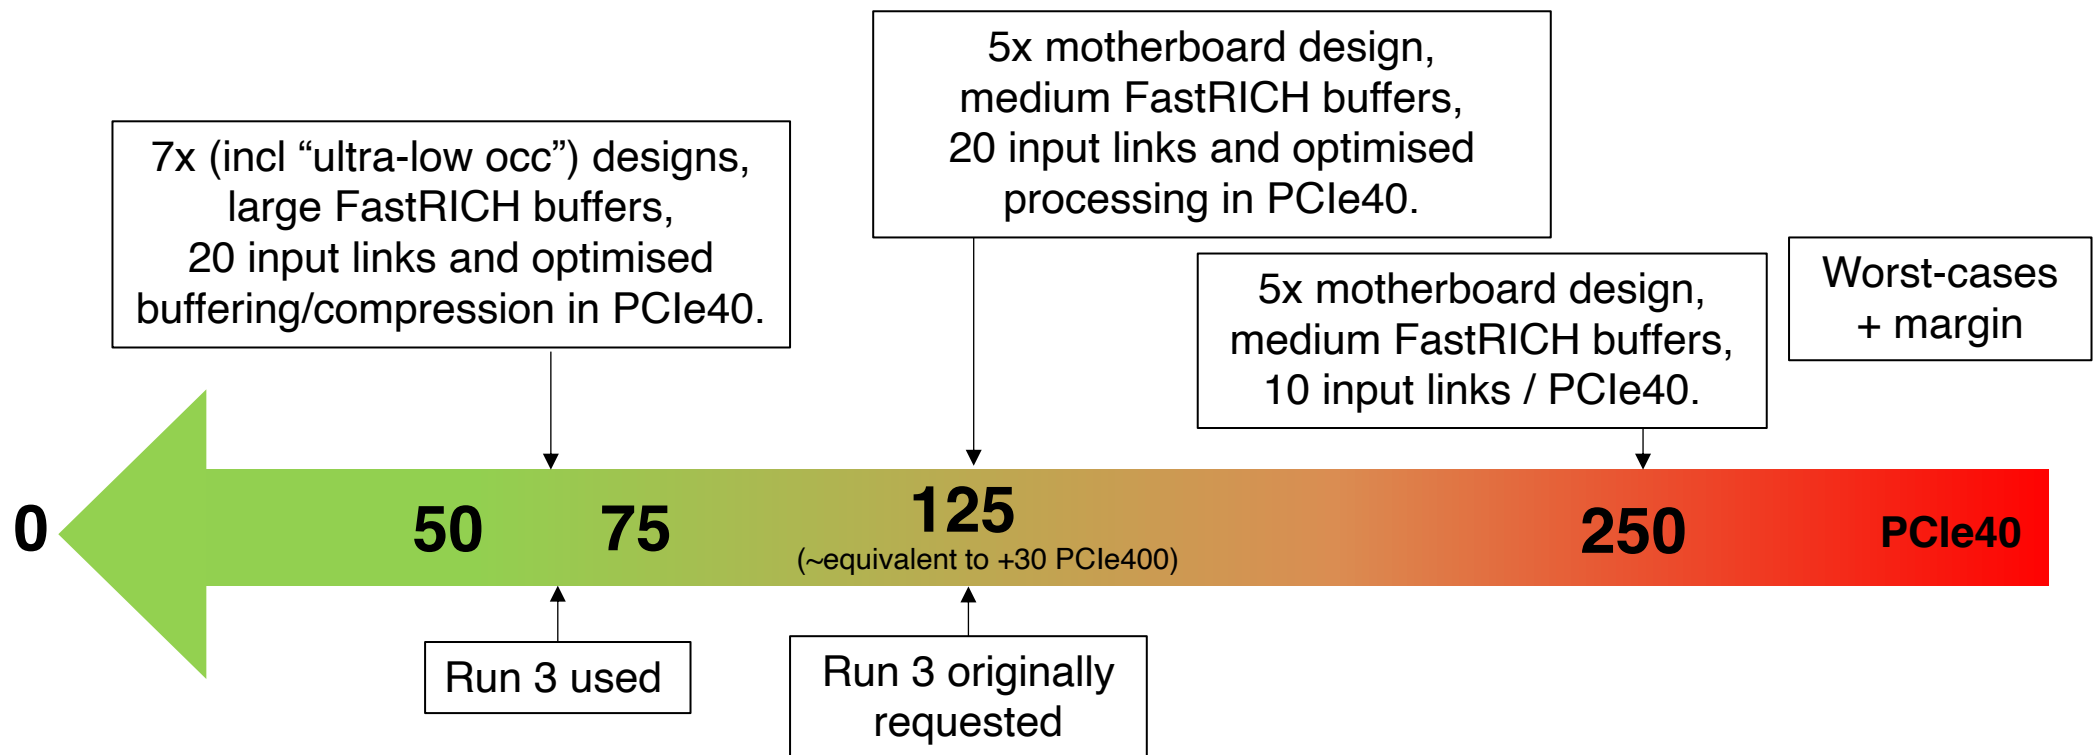 5x motherboard design,
medium FastRICH buffers,
20 input links and optimised
processing in PCIe40.
7x (incl “ultra-low occ”) designs,
large FastRICH buffers,
20 input links and optimised
buffering/compression in PCIe40.
5x motherboard design,
medium FastRICH buffers,
10 input links / PCIe40.
Worst-cases
+ margin
0
50
75
125
(~equivalent to +30 PCIe400)
250
PCIe40
Run 3 used
Run 3 originally
requested